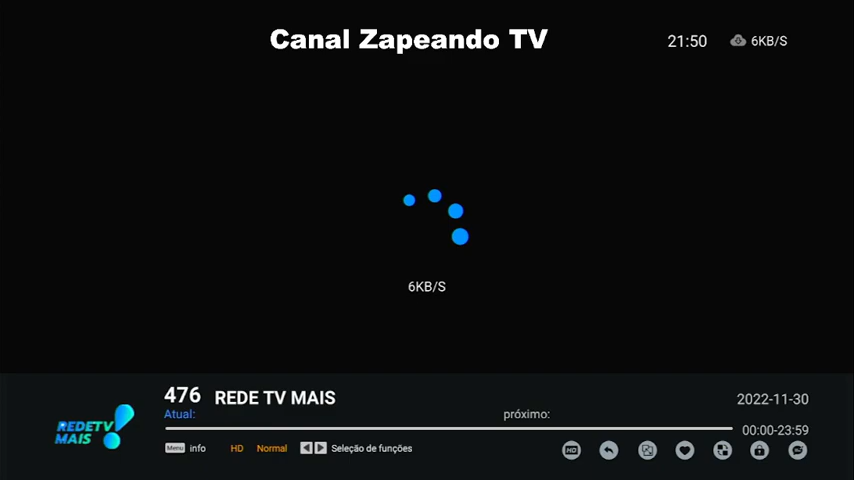 Canal Zapeando TV
21:50
6KB/S
6KB/S
476 REDE TV MAIS
2022-11-30
Atual:
próximo:
00:00-23:59
REDETV!
MAIS
Menu info HD Normal Seleção de funções
HD